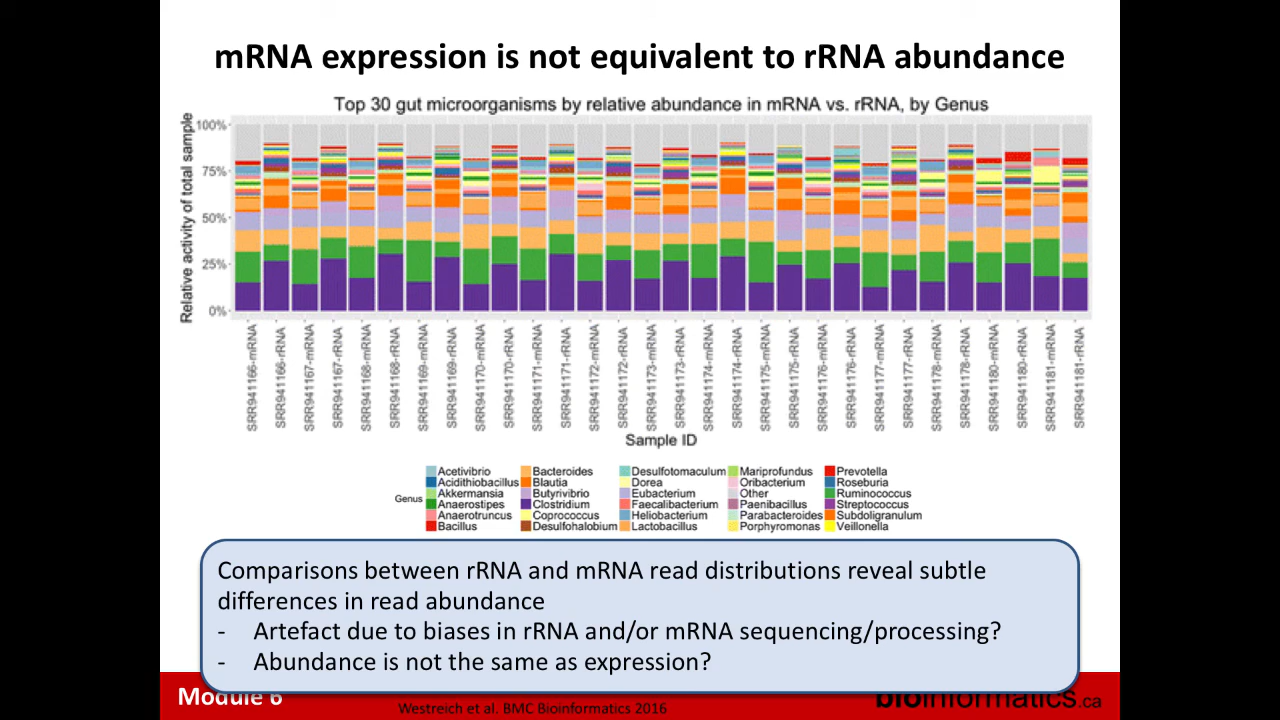 mRNA expression is not equivalent to rRNA abundance
Top 30 gut microorganisms by relative abundance in mRNA vs. rRNA, by Genus
Relative activity of total sample
100%
75%
50%
25%
0%
SRR941166-mRNA
SRR941166-rRNA
SRR941167-mRNA
SRR941167-rRNA
SRR941168-mRNA
SRR941168-rRNA
SRR941169-mRNA
SRR941169-rRNA
SRR941170-mRNA
SRR941170-rRNA
SRR941171-mRNA
SRR941171-rRNA
SRR941172-mRNA
SRR941172-rRNA
SRR941173-mRNA
SRR941173-rRNA
SRR941174-mRNA
SRR941174-rRNA
SRR941175-mRNA
SRR941175-rRNA
SRR941176-mRNA
SRR941176-rRNA
SRR941177-mRNA
SRR941177-rRNA
SRR941178-mRNA
SRR941178-rRNA
SRR941180-mRNA
SRR941180-rRNA
SRR941181-mRNA
SRR941181-rRNA
Sample ID
Genus
Acetivibrio Bacteroides Desulfotomaculum Mariprofundus Prevotella
Acidithiobacillus Blautia Dorea Oribacterium Roseburia
Akkermansia Butyrivibrio Eubacterium Other Ruminococcus
Anaerostipes Clostridium Faecalibacterium Paenibacillus Streptococcus
Anaerotruncus Coprococcus Heliobacterium Parabacteroides Subdoligranulum
Bacillus Desulfohalobium Lactobacillus Porphyromonas Veillonella
Comparisons between rRNA and mRNA read distributions reveal subtle
differences in read abundance
- Artefact due to biases in rRNA and/or mRNA sequencing/processing?
- Abundance is not the same as expression?
Module 6
Westreich et al. BMC Bioinformatics 2016
bioinformatics.ca